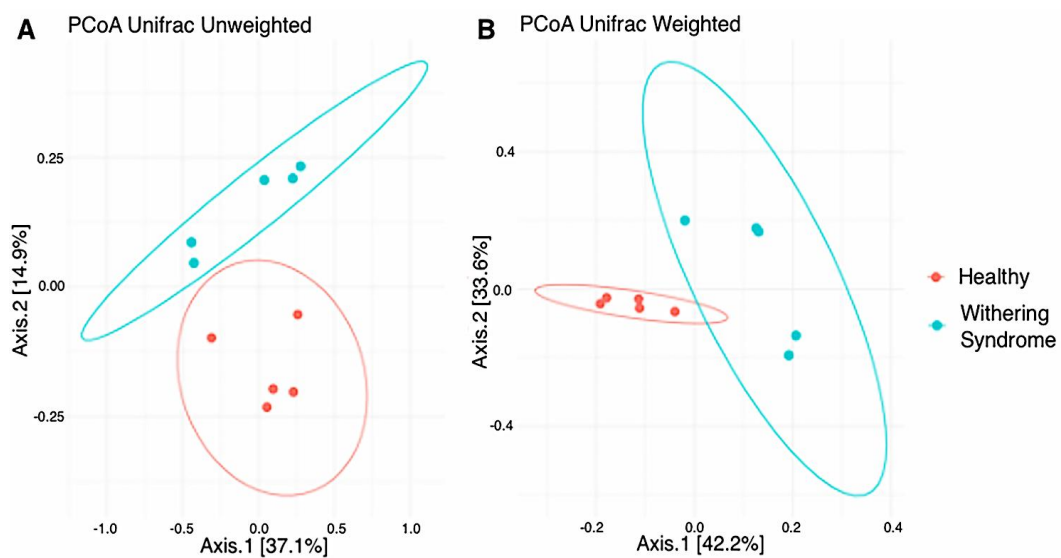 A
PCoA Unifrac Unweighted
Axis.2 [14.9%]
0.25
0.00
-0.25
-1.0
-0.5
0.0
0.5
1.0
Axis.1 [37.1%]
B
PCoA Unifrac Weighted
Axis.2 [33.6%]
0.4
0.0
-0.4
-0.2
0.0
0.2
0.4
Axis.1 [42.2%]
Healthy
Withering
Syndrome